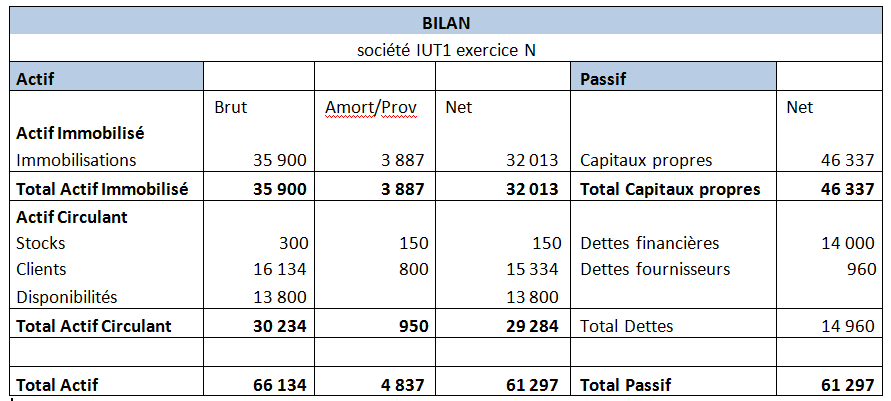 BILAN
société IUT1 exercice N
Actif Passif
Brut Amort/Prov Net Net
Actif Immobilisé
Immobilisations 35 900 3 887 32 013 Capitaux propres 46 337
Total Actif Immobilisé 35 900 3 887 32 013 Total Capitaux propres 46 337
Actif Circulant
Stocks 300 150 150 Dettes financières 14 000
Clients 16 134 800 15 334 Dettes fournisseurs 960
Disponibilités 13 800 13 800
Total Actif Circulant 30 234 950 29 284 Total Dettes 14 960
Total Actif 66 134 4 837 61 297 Total Passif 61 297